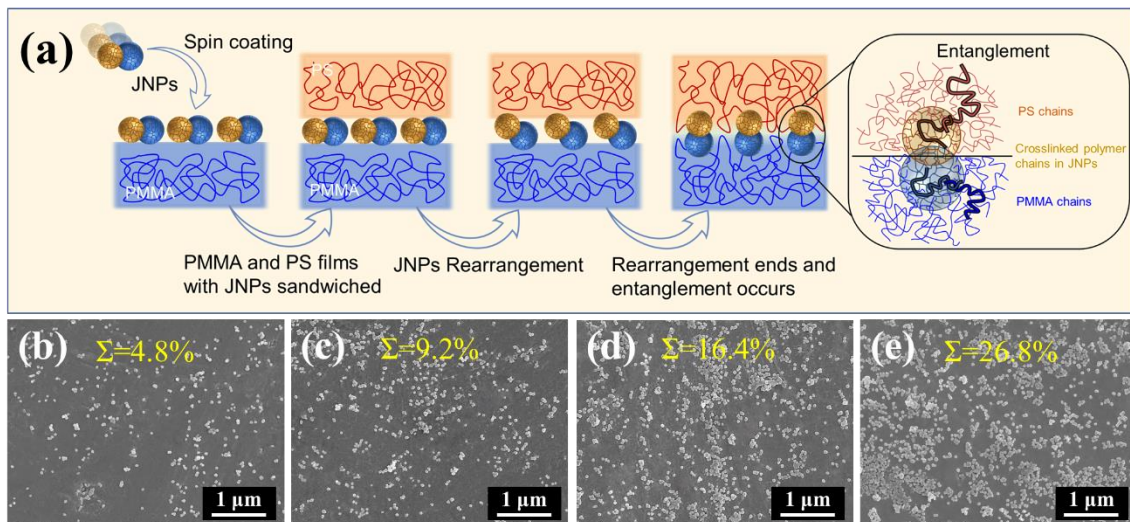 (a)
Spin coating
JNPs
PMMA
PS
PMMA
PMMA and PS films
with JNPs sandwiched
JNPs Rearrangement
Rearrangement ends and
entanglement occurs
Entanglement
PS chains
Crosslinked polymer
chains in JNPs
PMMA chains
(b)
Σ=4.8%
1 μm
(c)
Σ=9.2%
1 μm
(d)
Σ=16.4%
1 μm
(e)
Σ=26.8%
1 μm